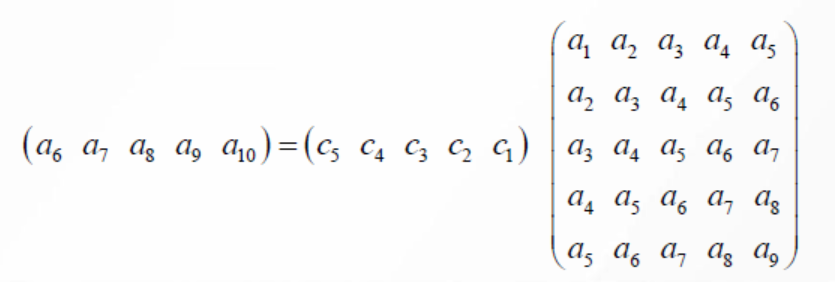 a₁ a₂ a₃ a₄ a₅
a₂ a₃ a₄ a₅ a₆
(a₆ a₇ a₈ a₉ a₁₀) = (c₅ c₄ c₃ c₂ c₁) a₃ a₄ a₅ a₆ a₇
a₄ a₅ a₆ a₇ a₈
a₅ a₆ a₇ a₈ a₉